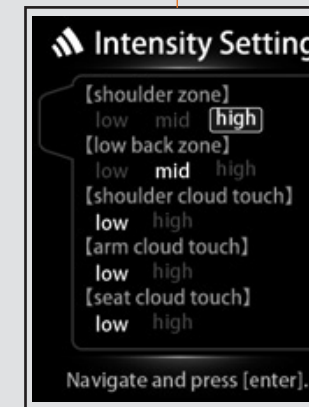 Intensity Setting
【shoulder zone】
low mid high
【low back zone】
low mid high
【shoulder cloud touch】
low high
【arm cloud touch】
low high
【seat cloud touch】
low high
Navigate and press [enter].